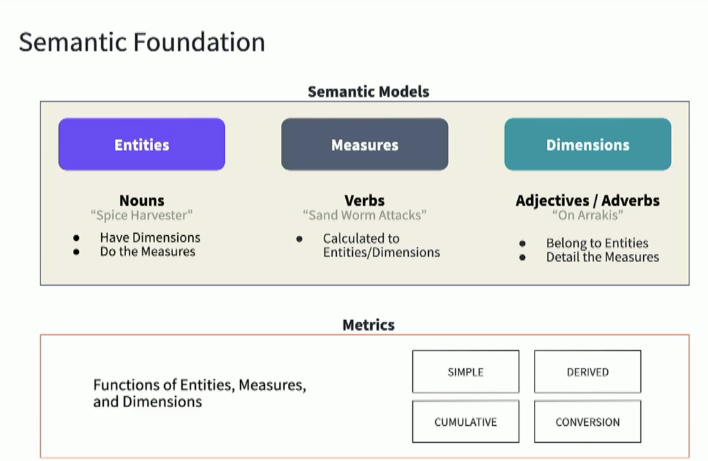 Semantic Foundation
Semantic Models
Entities
Measures
Dimensions
Nouns
"Spice Harvester"
● Have Dimensions
● Do the Measures
Verbs
"Sand Worm Attacks"
● Calculated to
Entities/Dimensions
Adjectives / Adverbs
"On Arrakis"
● Belong to Entities
● Detail the Measures
Metrics
Functions of Entities, Measures,
and Dimensions
SIMPLE
DERIVED
CUMULATIVE
CONVERSION